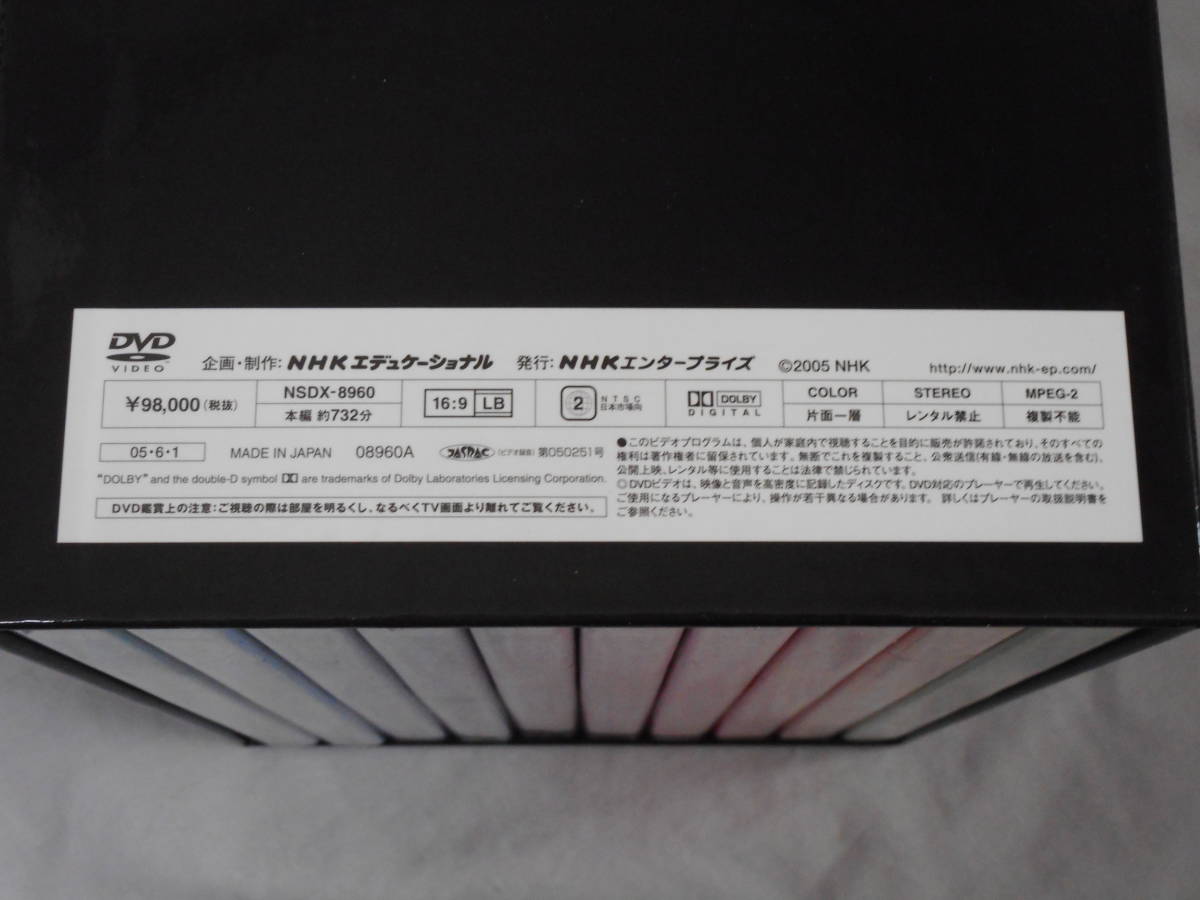 DVD
VIDEO
企画・制作：NHKエデュケーショナル 発行：NHKエンタープライズ ©2005 NHK http://www.nhk-ep.com/
¥98,000（税抜）
NSDX-8960
本編 約732分
16:9 LB
2 NTSC 日本市場向
DOLBY DIGITAL
COLOR STEREO MPEG-2
片面一層 レンタル禁止 複製不能
05・6・1 MADE IN JAPAN 08960A JASRAC（ビデオ録音）第050251号
"DOLBY" and the double-D symbol are trademarks of Dolby Laboratories Licensing Corporation.
DVD鑑賞上の注意：ご視聴の際は部屋を明るくし、なるべくTV画面より離れてご覧ください。
●このビデオプログラムは、個人が家庭内で視聴することを目的に販売が許諾されており、そのすべての
権利は著作権者に留保されています。無断でこれを複製すること、公衆送信（有線・無線の放送を含む）、
公開上映、レンタル等に使用することは法律で禁じられています。
◎DVDビデオは、映像と音声を高密度に記録したディスクです。DVD対応のプレーヤーで再生してください。
ご使用になるプレーヤーにより、操作が若干異なる場合があります。詳しくはプレーヤーの取扱説明書を
ご参照ください。